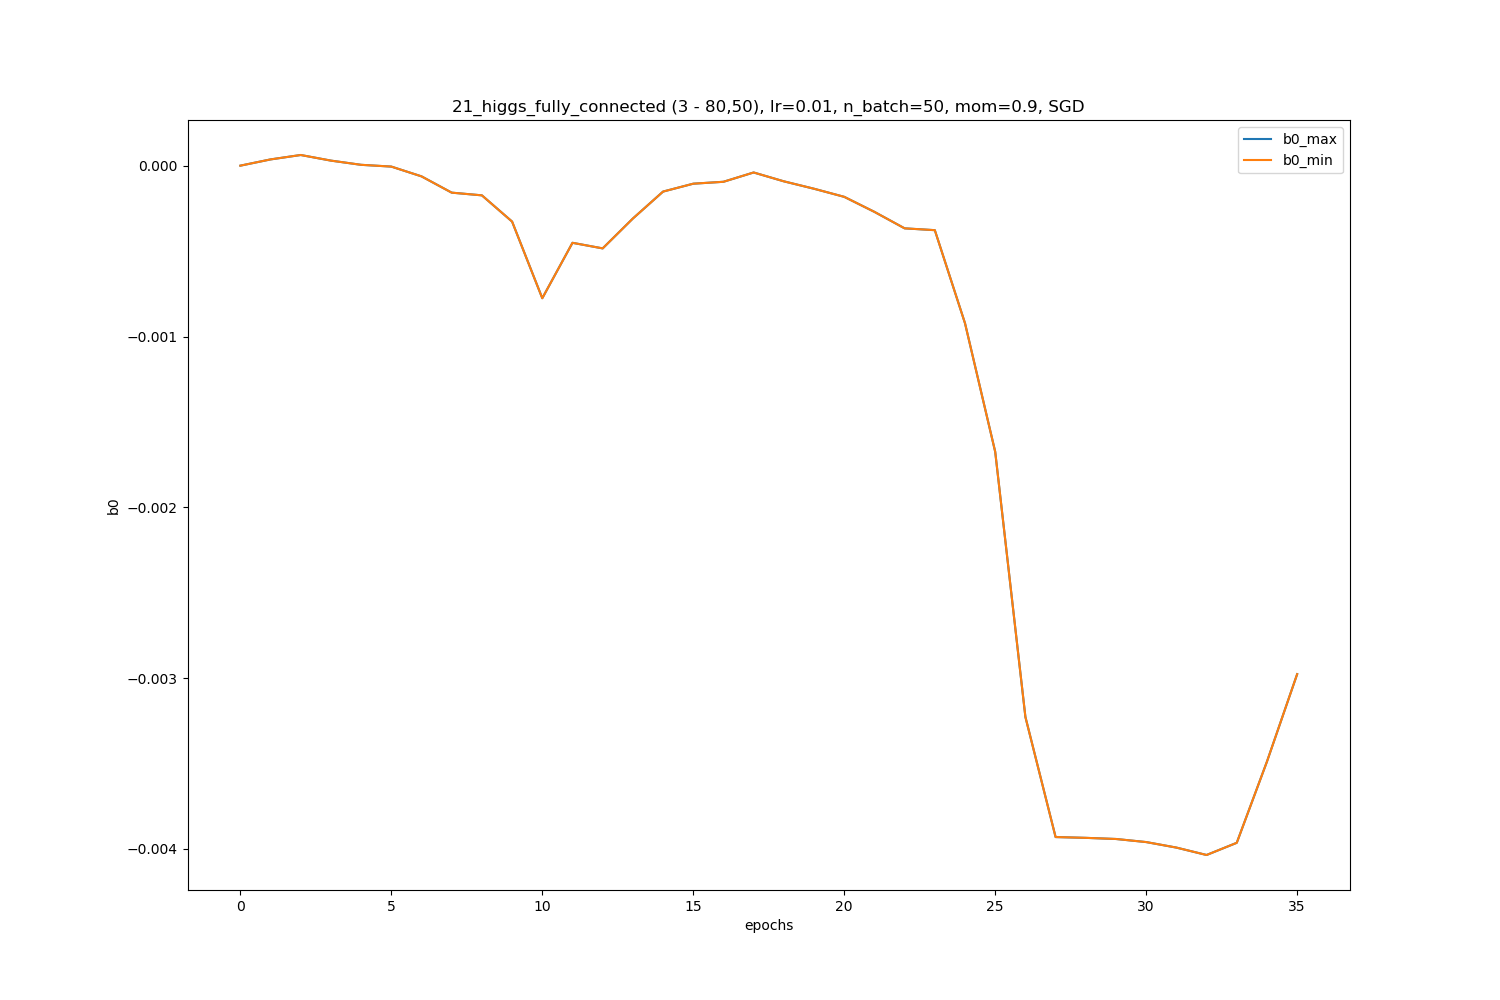 21_higgs_fully_connected (3 - 80,50), lr=0.01, n_batch=50, mom=0.9, SGD
b0_max
b0_min
0.000
−0.001
−0.002
−0.003
−0.004
b0
0 5 10 15 20 25 30 35
epochs